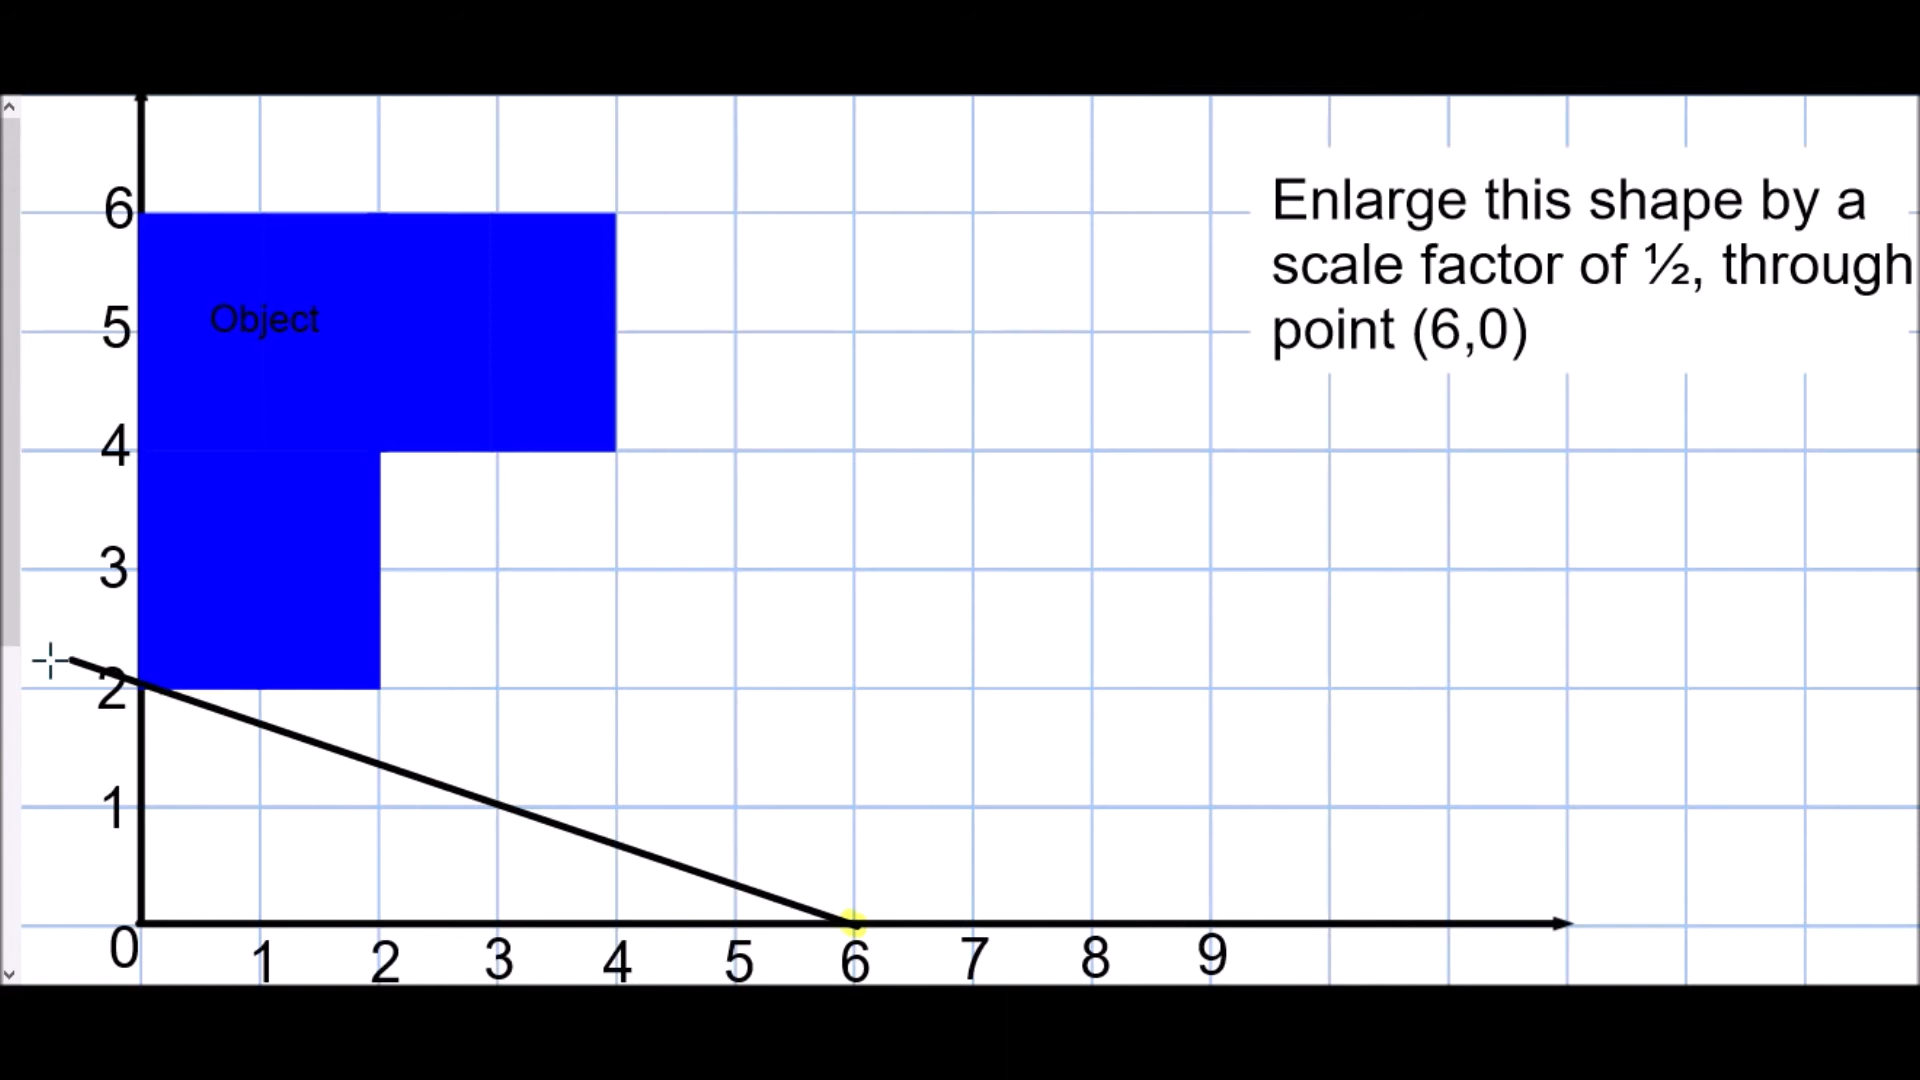 Enlarge this shape by a
scale factor of ½, through
point (6,0)
6
Object
5
4
3
2
1
0
1 2 3 4 5 6 7 8 9